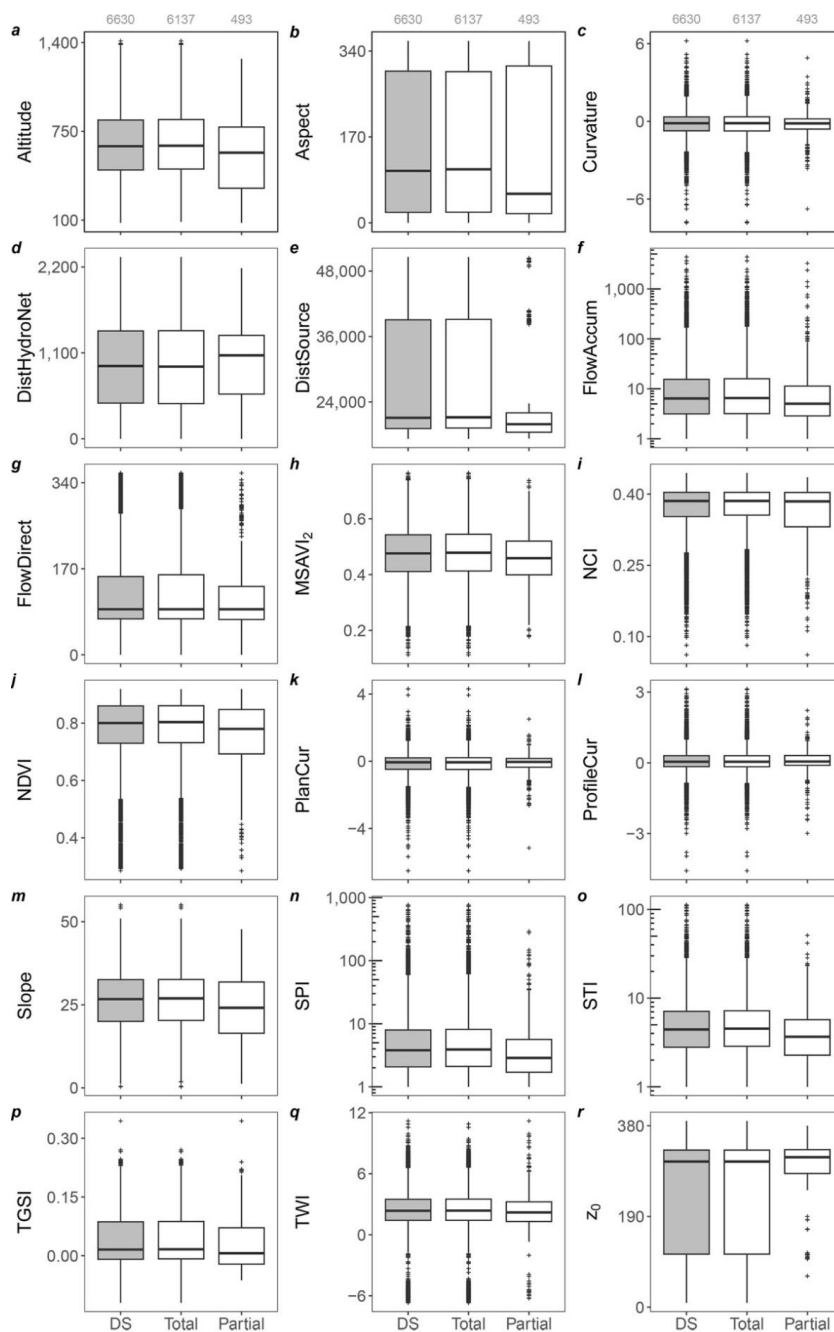 6630 6137 493 6630 6137 493 6630 6137 493
a b c
Altitude 1,400 750 100
Aspect 340 170 0
Curvature 6 0 −6
d e f
DistHydroNet 2,200 1,100 0
DistSource 48,000 36,000 24,000
FlowAccum 1,000 100 10 1
g h i
FlowDirect 340 170 0
MSAVI2 0.6 0.4 0.2
NCI 0.40 0.25 0.10
j k l
NDVI 0.8 0.6 0.4
PlanCur 4 0 −4
ProfileCur 3 0 −3
m n o
Slope 50 25 0
SPI 1,000 100 10 1
STI 100 10 1
p q r
TGSI 0.30 0.15 0.00
TWI 12 6 0 −6
z0 380 190 0
DS Total Partial DS Total Partial DS Total Partial